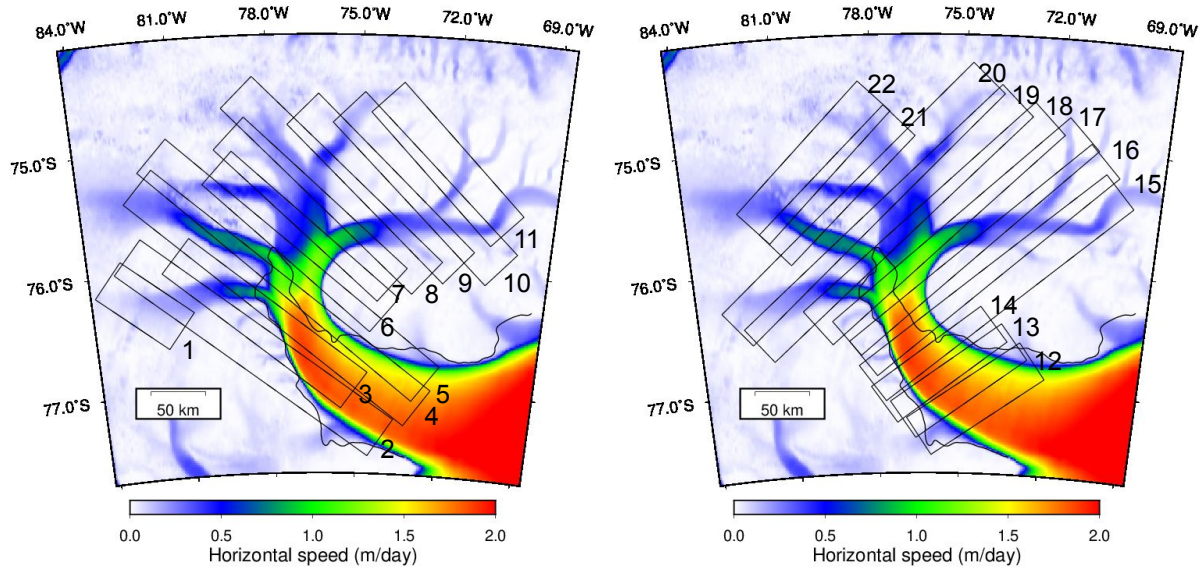 84.0°W 81.0°W 78.0°W 75.0°W 72.0°W 69.0°W
75.0°S
76.0°S
77.0°S
1
2
3
4
5
6
7
8
9
10
11
50 km
0.0 0.5 1.0 1.5 2.0
Horizontal speed (m/day)
84.0°W 81.0°W 78.0°W 75.0°W 72.0°W 69.0°W
75.0°S
76.0°S
77.0°S
22
21
20
19
18
17
16
15
14
13
12
50 km
0.0 0.5 1.0 1.5 2.0
Horizontal speed (m/day)